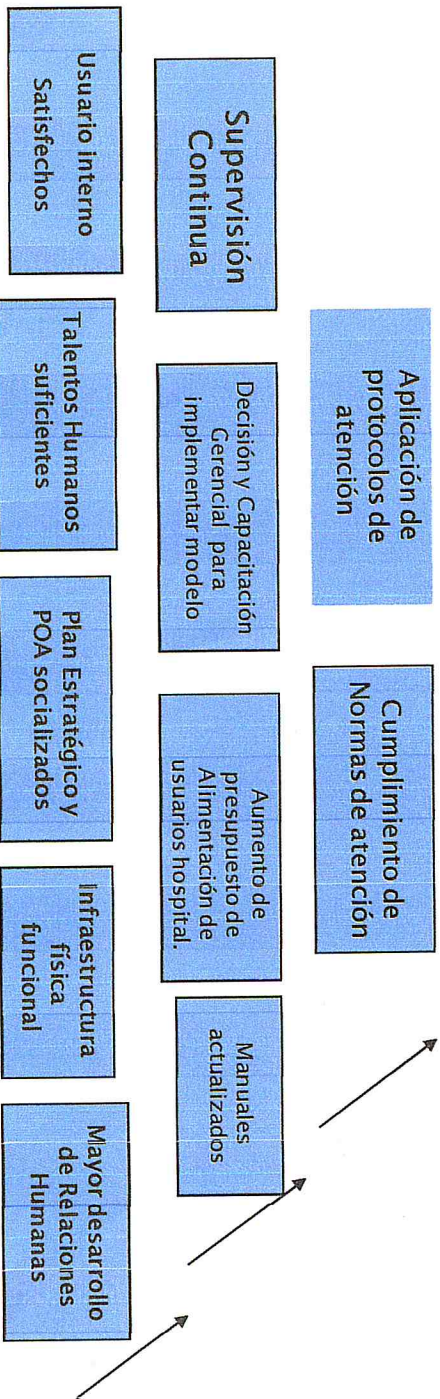 Aplicación de
protocolos de
atención
Cumplimiento de
Normas de atención
Supervisión
Continua
Decisión y Capacitación
Gerencial para
implementar modelo
Aumento de
presupuesto de
Alimentación de
usuarios hospital.
Manuales
actualizados
Usuario interno
Satisfechos
Talentos Humanos
suficientes
Plan Estratégico y
POA socializados
Infraestructura
física
funcional
Mayor desarrollo
de Relaciones
Humanas